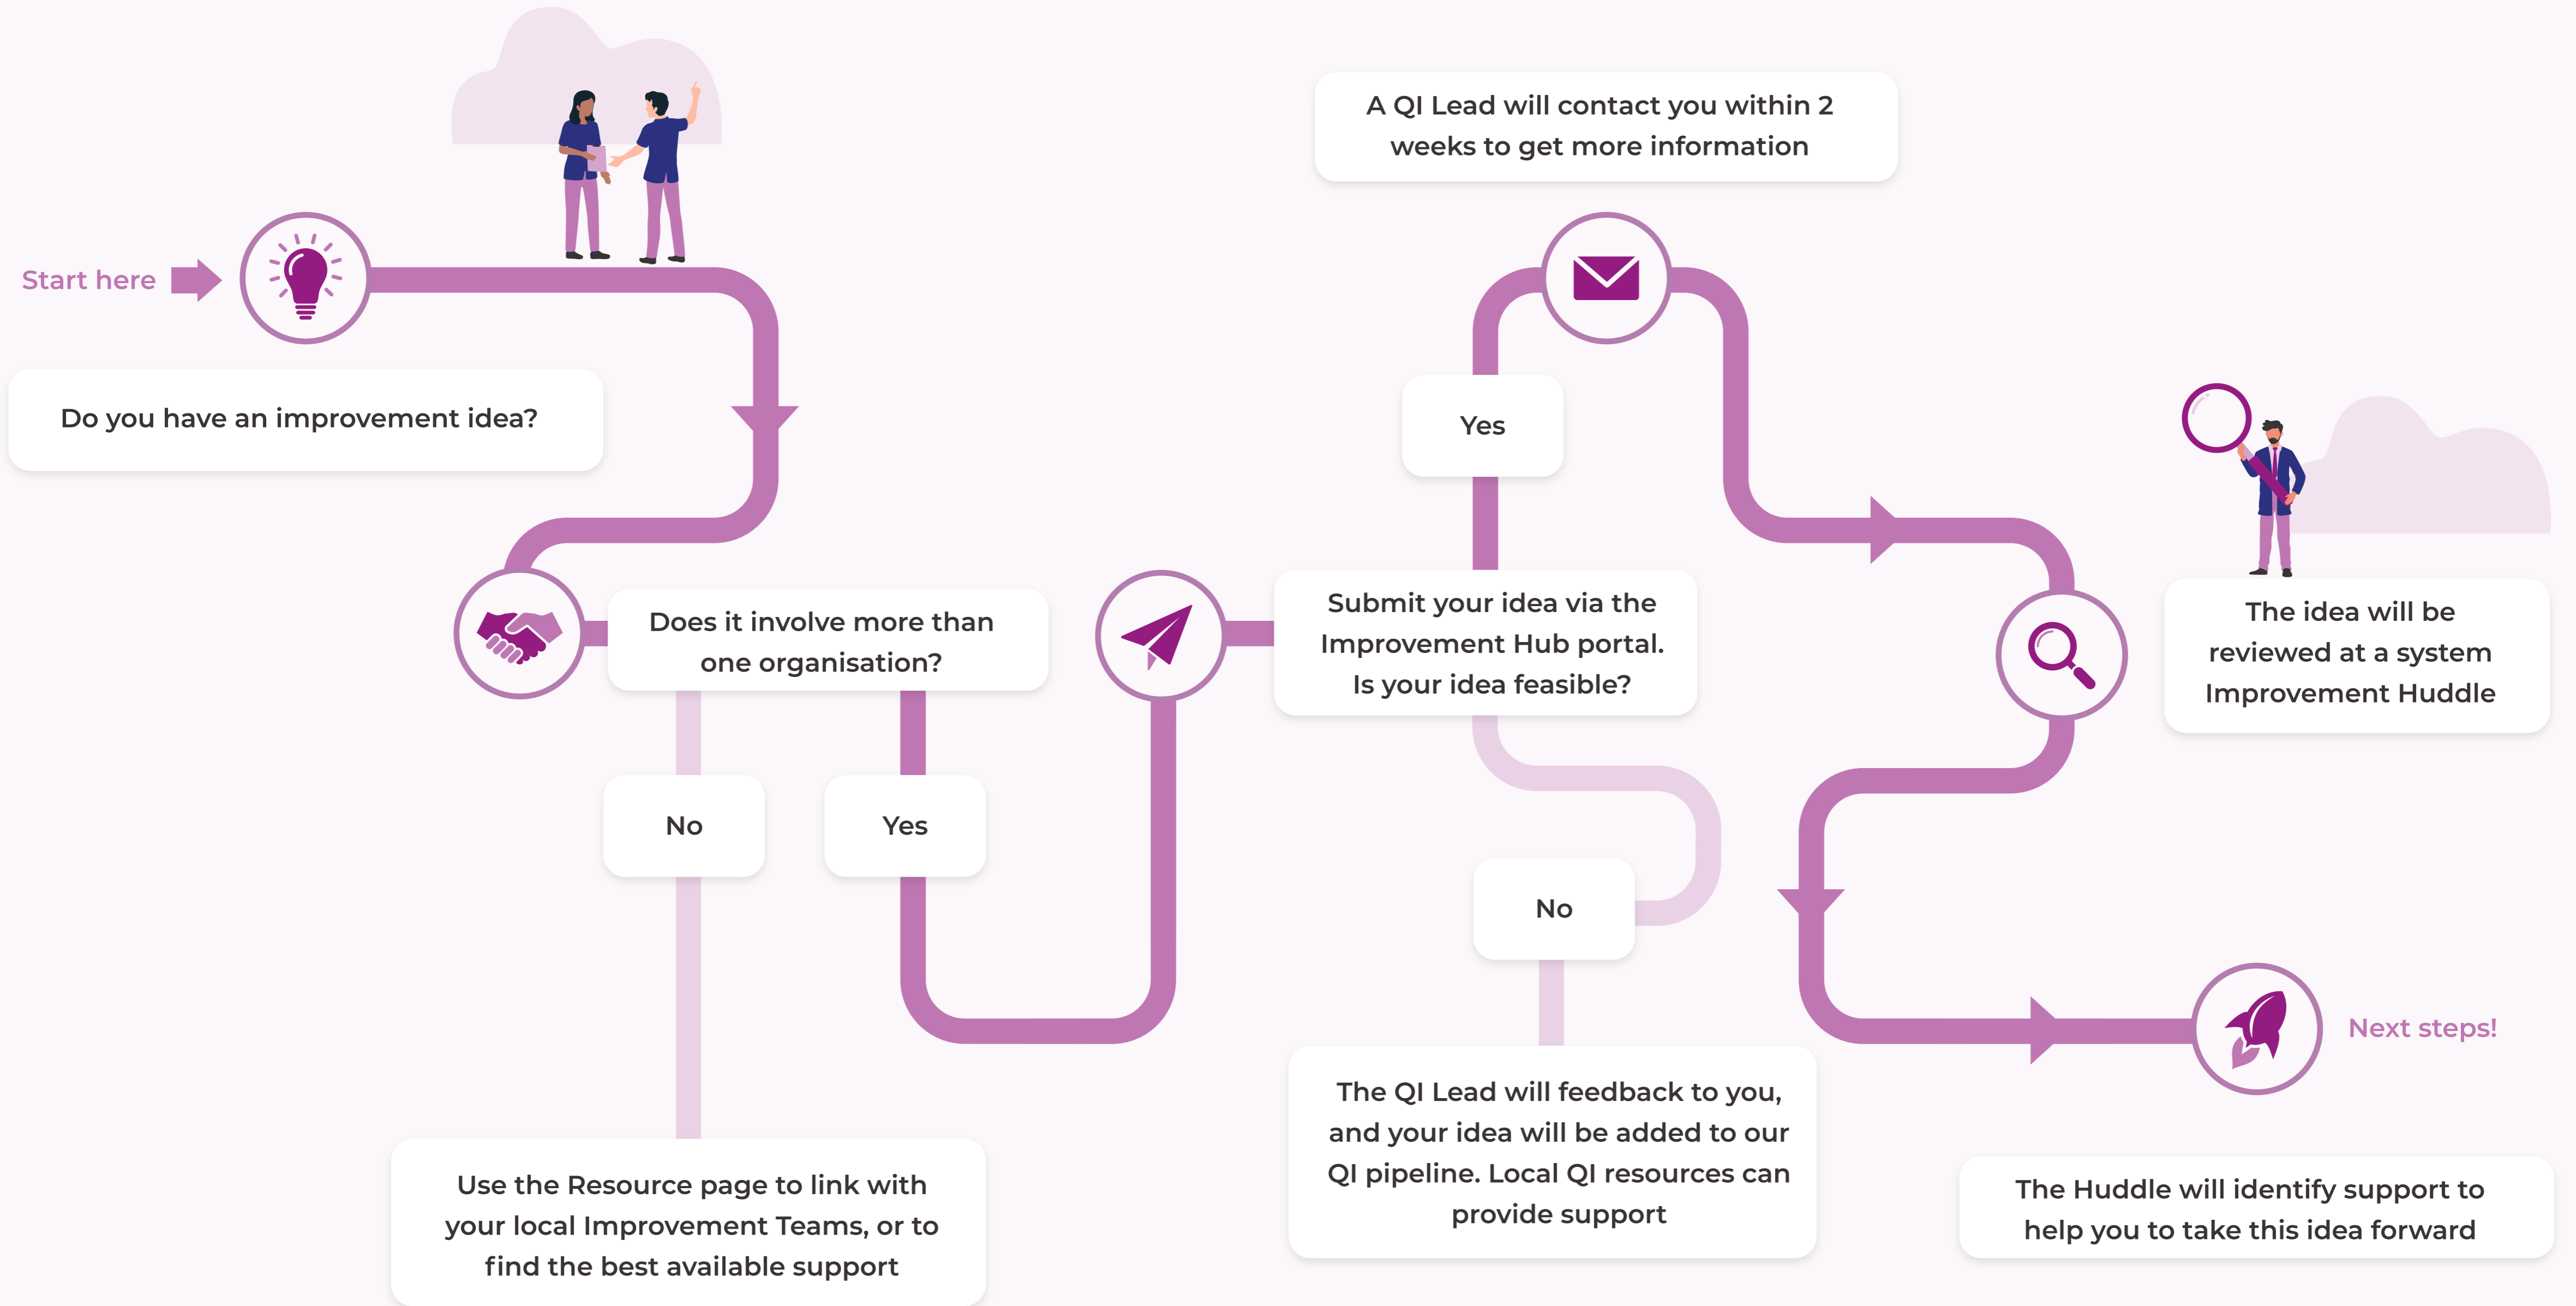 Start here
Do you have an improvement idea?
Does it involve more than
one organisation?
No
Yes
Use the Resource page to link with
your local Improvement Teams, or to
find the best available support
Submit your idea via the
Improvement Hub portal.
Is your idea feasible?
Yes
No
The QI Lead will feedback to you,
and your idea will be added to our
QI pipeline. Local QI resources can
provide support
A QI Lead will contact you within 2
weeks to get more information
The idea will be
reviewed at a system
Improvement Huddle
Next steps!
The Huddle will identify support to
help you to take this idea forward